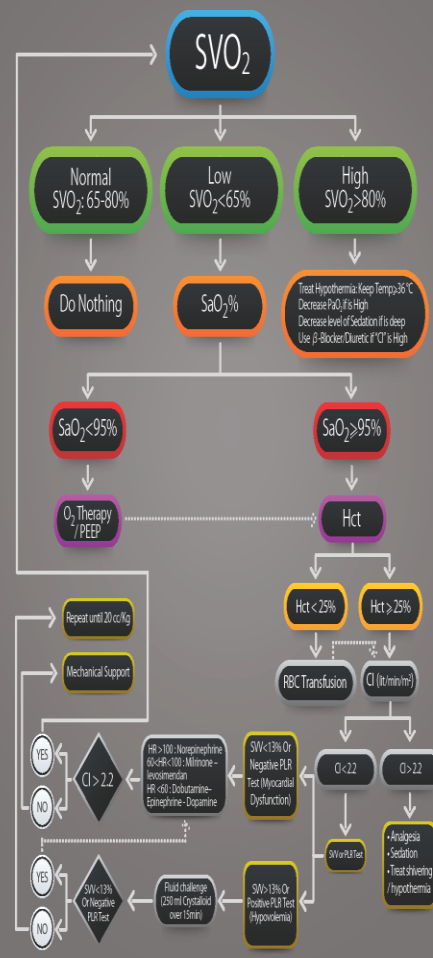 SVO₂
Normal
SVO₂: 65-80%
Low
SVO₂<65%
High
SVO₂>80%
Do Nothing
SaO₂%
Treat Hypothermia: Keep Temp⩾36 °C
Decrease PaO₂ if is High
Decrease level of Sedation if is deep
Use β-Blocker/Diuretic if "CI" is High
SaO₂<95%
SaO₂⩾95%
O₂ Therapy
/ PEEP
Hct
Hct < 25%
Hct ⩾25%
Repeat until 20 cc/Kg
Mechanical Support
RBC Transfusion
CI (lit/min/m²)
YES
NO
CI > 2.2
HR >100 : Norepinephrine
60<HR<100 : Milrinone –
levosimendan
HR <60 : Dobutamine–
Epinephrine - Dopamine
SVV<13% Or
Negative PLR
Test (Myocardial
Dysfunction)
CI<2.2
CI> 2.2
SVV or PLR Test
• Analgesia
• Sedation
• Treat shivering
/ hypothermia
YES
NO
SVV<13%
Or Negative
PLR Test
Fluid challenge
(250 ml Crystalloid
over 15min)
SVV>13% Or
Positive PLR Test
(Hypovolemia)